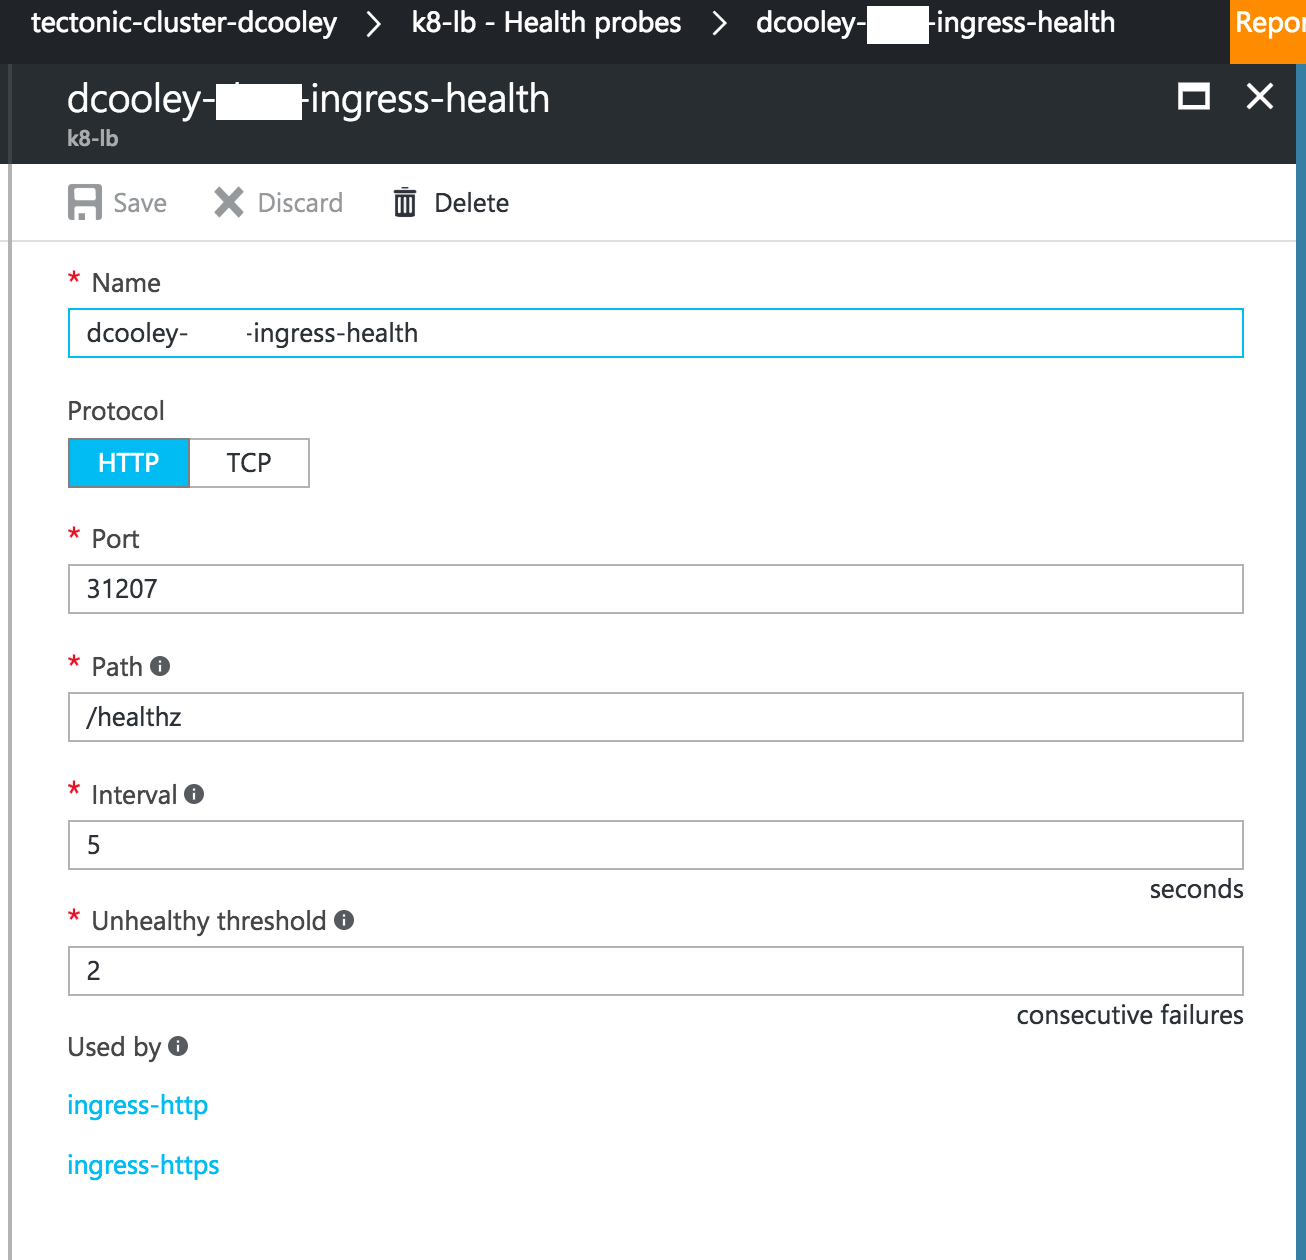 tectonic-cluster-dcooley > k8-lb - Health probes > dcooley- -ingress-health
Repor
dcooley- -ingress-health
k8-lb
Save Discard Delete
* Name
dcooley- -ingress-health
Protocol
HTTP TCP
* Port
31207
* Path
/healthz
* Interval
5
seconds
* Unhealthy threshold
2
consecutive failures
Used by
ingress-http
ingress-https